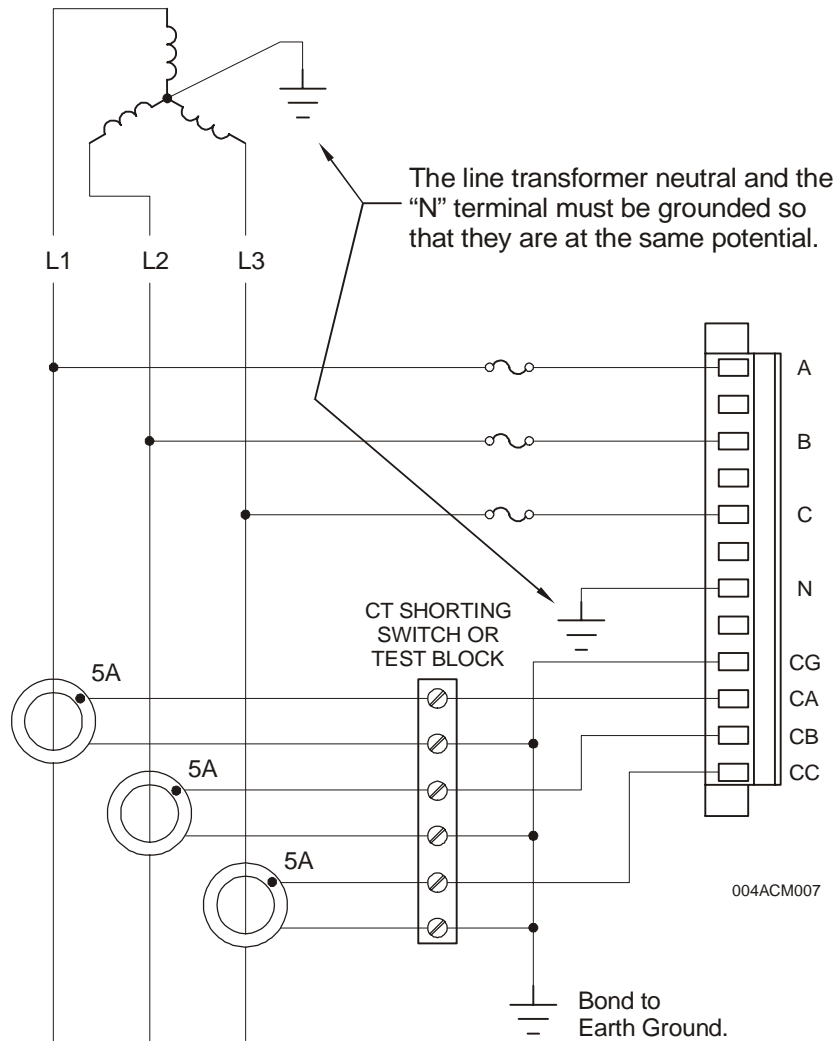 The line transformer neutral and the
“N” terminal must be grounded so
that they are at the same potential.
L1
L2
L3
A
B
C
N
CT SHORTING
SWITCH OR
TEST BLOCK
CG
5A
CA
CB
5A
CC
5A
004ACM007
Bond to
Earth Ground.